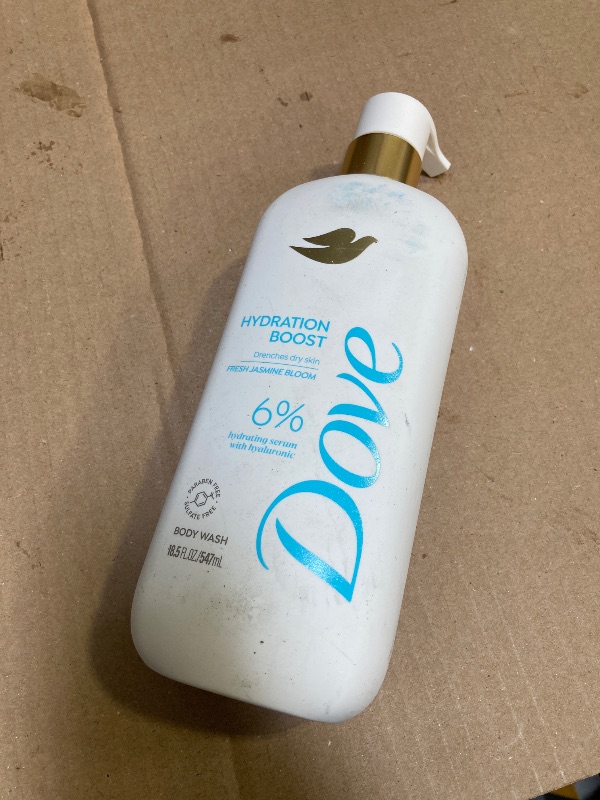 HYDRATION
BOOST
Drenches dry skin
FRESH JASMINE BLOOM
6%
hydrating serum
with hyaluronic
Dove
PARABEN FREE
SULFATE FREE
BODY WASH
18.5 FL OZ/547mL